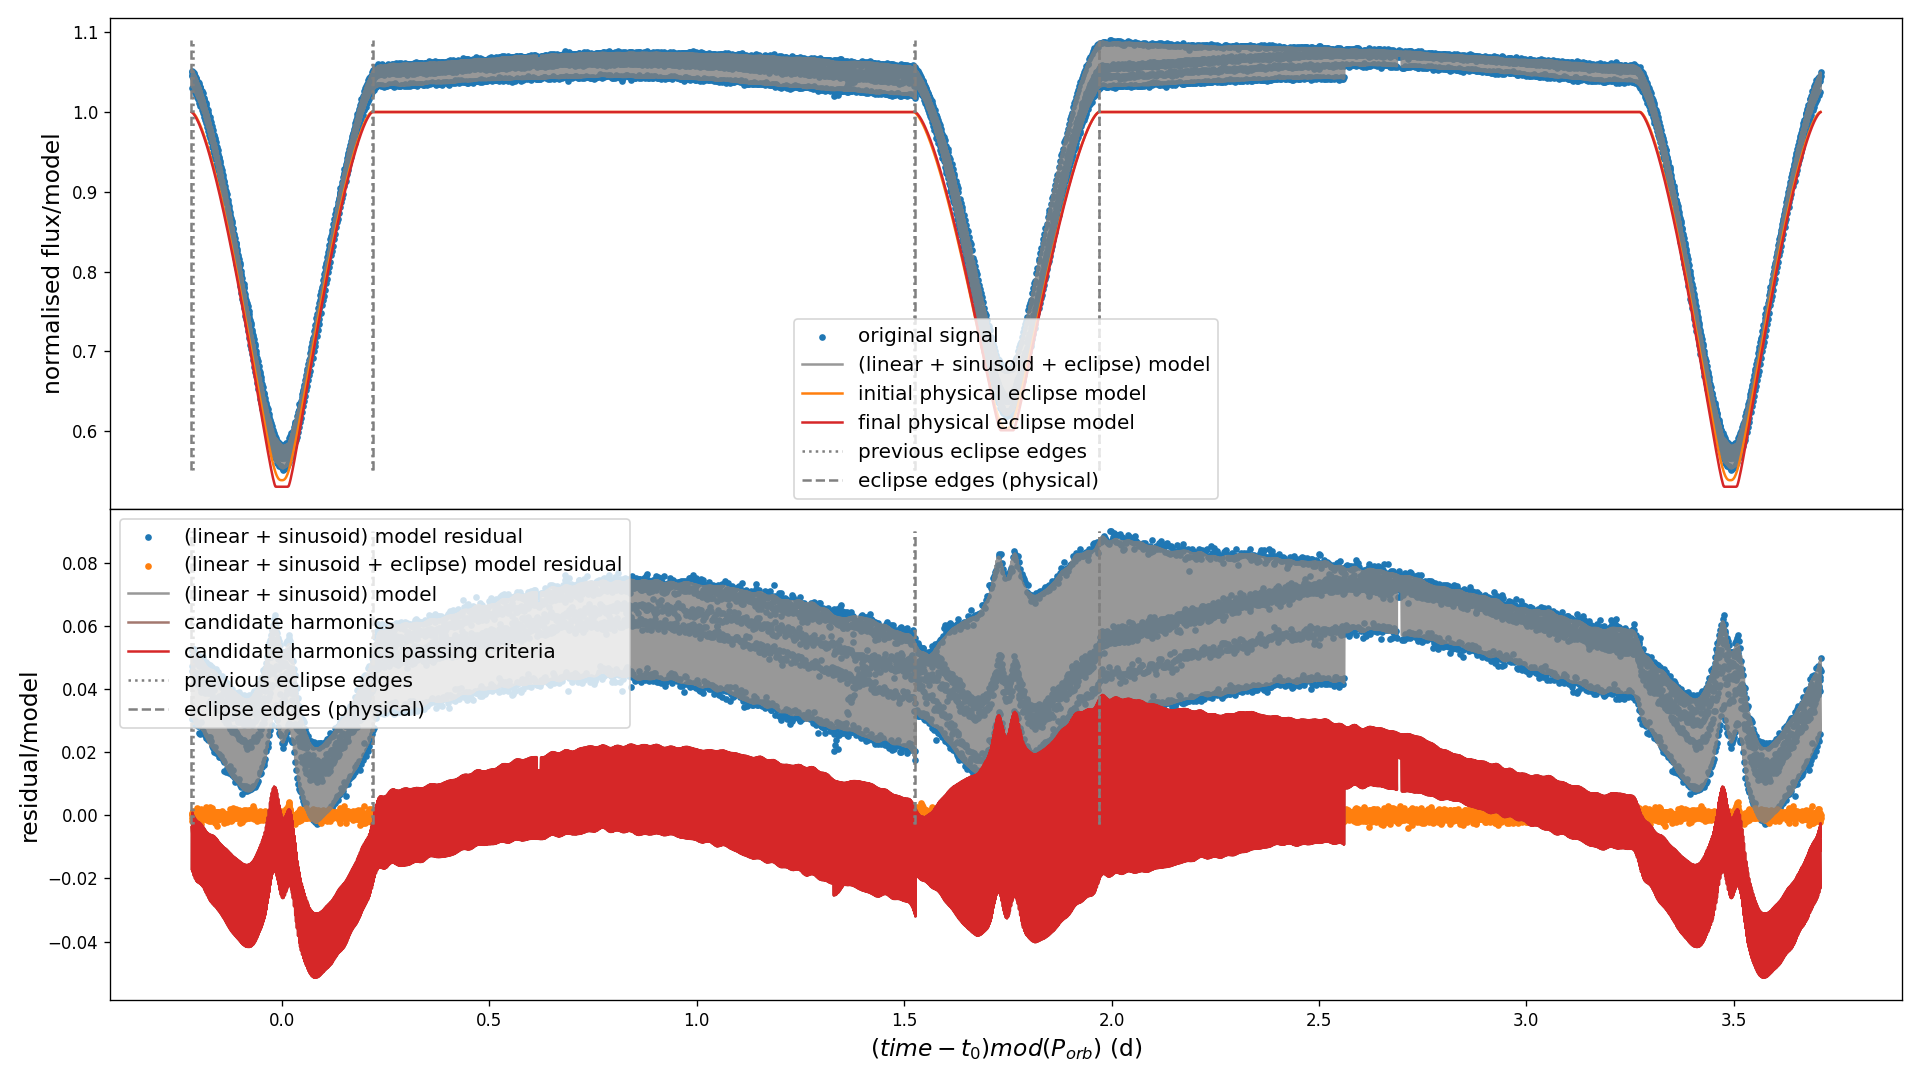 1.1
1.0
0.9
0.8
0.7
0.6
normalised flux/model
original signal
(linear + sinusoid + eclipse) model
initial physical eclipse model
final physical eclipse model
previous eclipse edges
eclipse edges (physical)
(linear + sinusoid) model residual
(linear + sinusoid + eclipse) model residual
(linear + sinusoid) model
candidate harmonics
candidate harmonics passing criteria
previous eclipse edges
eclipse edges (physical)
0.08
0.06
0.04
0.02
0.00
−0.02
−0.04
residual/model
0.0 0.5 1.0 1.5 2.0 2.5 3.0 3.5
(time − t₀)mod(P_orb) (d)